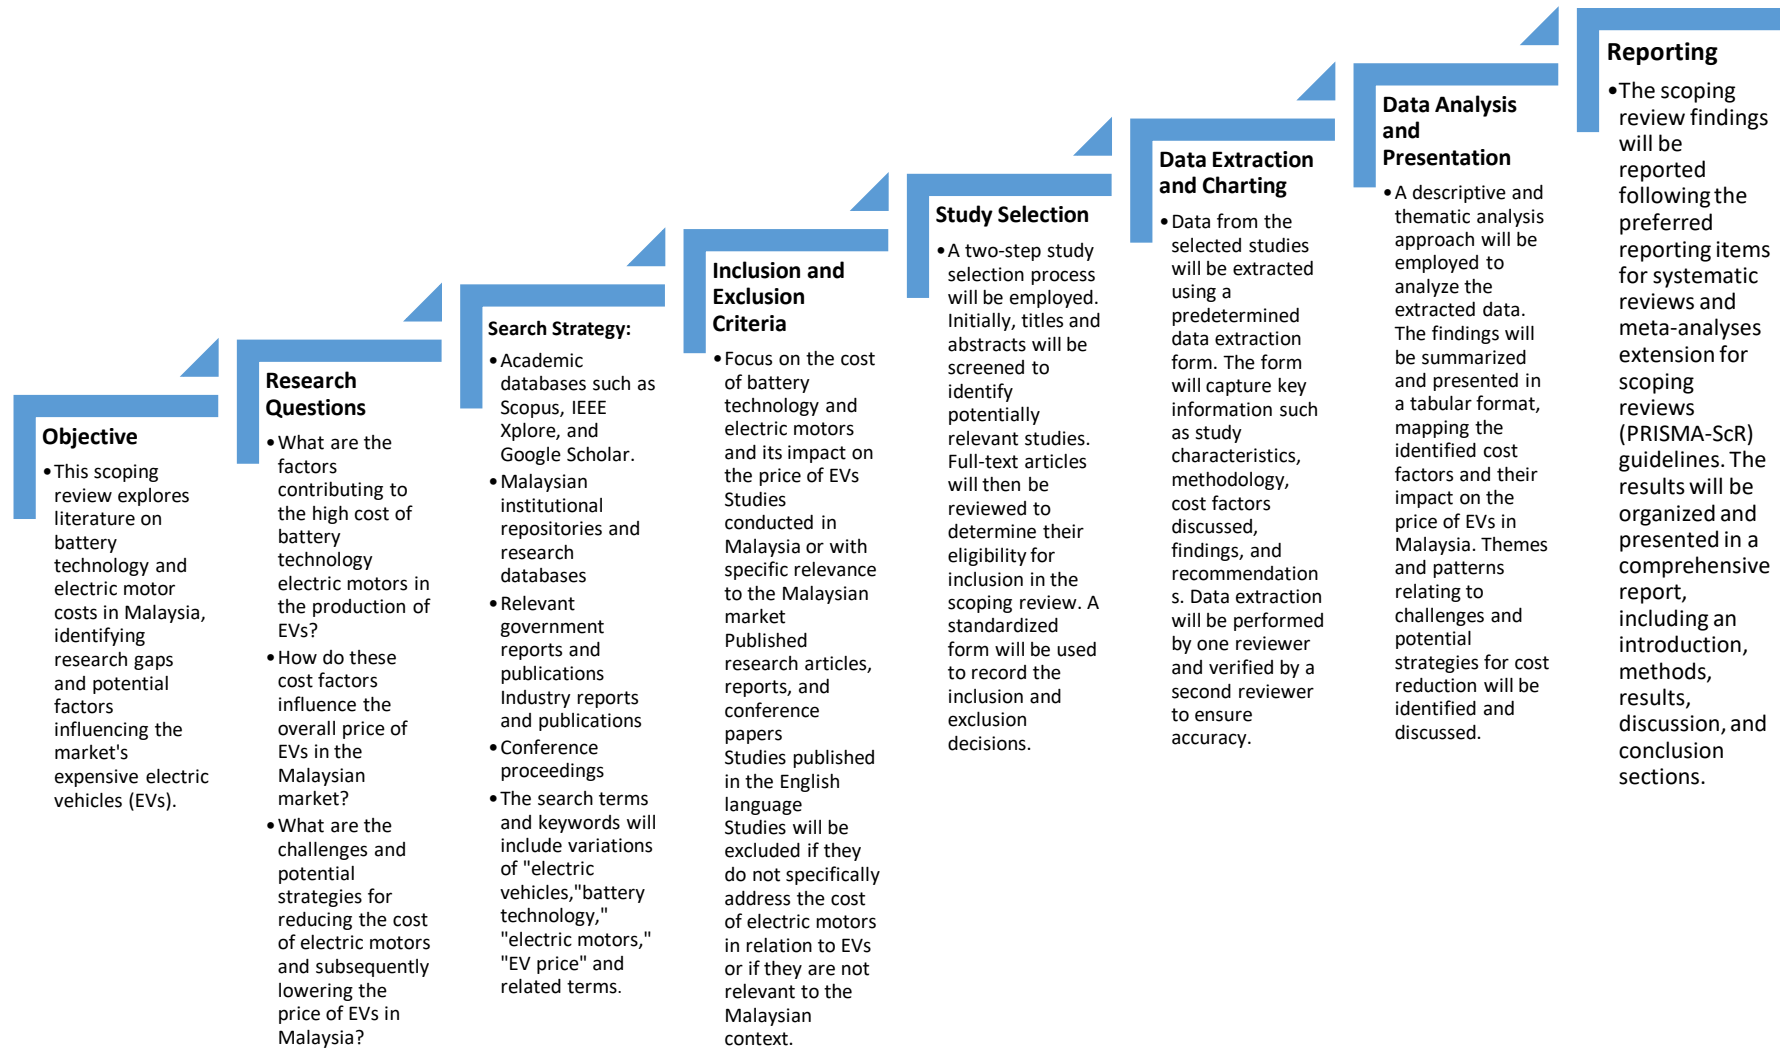 Objective
•This scoping
review explores
literature on
battery
technology and
electric motor
costs in Malaysia,
identifying
research gaps
and potential
factors
influencing the
market's
expensive electric
vehicles (EVs).
Research
Questions
•What are the
factors
contributing to
the high cost of
battery
technology
electric motors in
the production of
EVs?
•How do these
cost factors
influence the
overall price of
EVs in the
Malaysian
market?
•What are the
challenges and
potential
strategies for
reducing the cost
of electric motors
and subsequently
lowering the
price of EVs in
Malaysia?
Search Strategy:
•Academic
databases such as
Scopus, IEEE
Xplore, and
Google Scholar.
•Malaysian
institutional
repositories and
research
databases
•Relevant
government
reports and
publications
Industry reports
and publications
•Conference
proceedings
•The search terms
and keywords will
include variations
of "electric
vehicles,"battery
technology,"
"electric motors,"
"EV price" and
related terms.
Inclusion and
Exclusion
Criteria
•Focus on the cost
of battery
technology and
electric motors
and its impact on
the price of EVs
Studies
conducted in
Malaysia or with
specific relevance
to the Malaysian
market
Published
research articles,
reports, and
conference
papers
Studies published
in the English
language
Studies will be
excluded if they
do not specifically
address the cost
of electric motors
in relation to EVs
or if they are not
relevant to the
Malaysian
context.
Study Selection
•A two-step study
selection process
will be employed.
Initially, titles and
abstracts will be
screened to
identify
potentially
relevant studies.
Full-text articles
will then be
reviewed to
determine their
eligibility for
inclusion in the
scoping review. A
standardized
form will be used
to record the
inclusion and
exclusion
decisions.
Data Extraction
and Charting
•Data from the
selected studies
will be extracted
using a
predetermined
data extraction
form. The form
will capture key
information such
as study
characteristics,
methodology,
cost factors
discussed,
findings, and
recommendation
s. Data extraction
will be performed
by one reviewer
and verified by a
second reviewer
to ensure
accuracy.
Data Analysis
and
Presentation
•A descriptive and
thematic analysis
approach will be
employed to
analyze the
extracted data.
The findings will
be summarized
and presented in
a tabular format,
mapping the
identified cost
factors and their
impact on the
price of EVs in
Malaysia. Themes
and patterns
relating to
challenges and
potential
strategies for cost
reduction will be
identified and
discussed.
Reporting
•The scoping
review findings
will be
reported
following the
preferred
reporting items
for systematic
reviews and
meta-analyses
extension for
scoping
reviews
(PRISMA-ScR)
guidelines. The
results will be
organized and
presented in a
comprehensive
report,
including an
introduction,
methods,
results,
discussion, and
conclusion
sections.